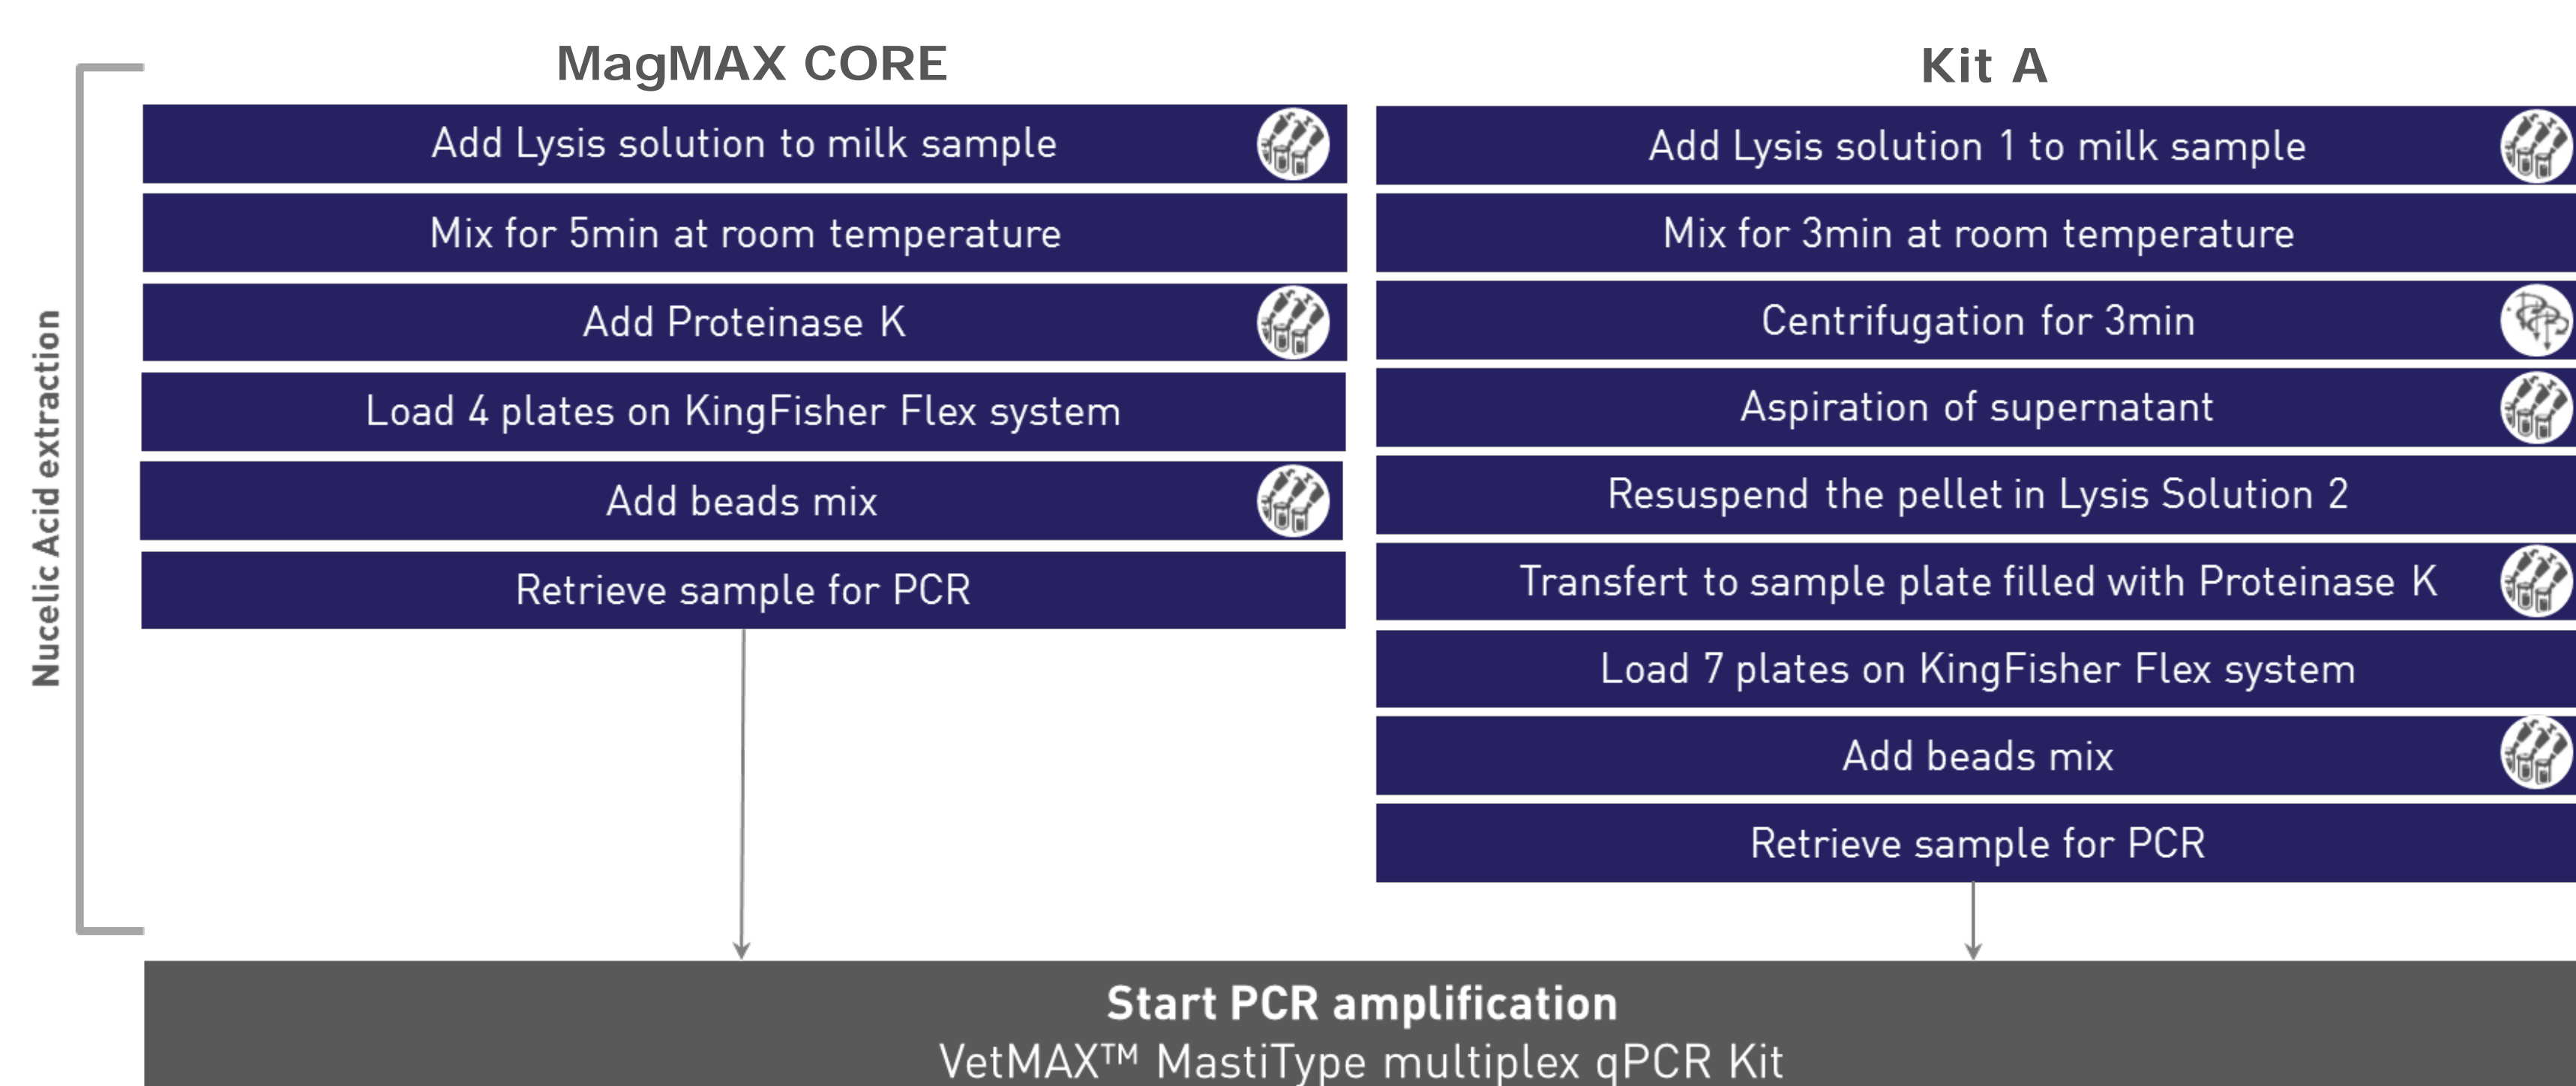 MagMAX CORE
Add Lysis solution to milk sample
Mix for 5min at room temperature
Add Proteinase K
Load 4 plates on KingFisher Flex system
Add beads mix
Retrieve sample for PCR
Kit A
Add Lysis solution 1 to milk sample
Mix for 3min at room temperature
Centrifugation for 3min
Aspiration of supernatant
Resuspend the pellet in Lysis Solution 2
Transfert to sample plate filled with Proteinase K
Load 7 plates on KingFisher Flex system
Add beads mix
Retrieve sample for PCR
Nucelic Acid extraction
Start PCR amplification
VetMAX™ MastiType multiplex qPCR Kit